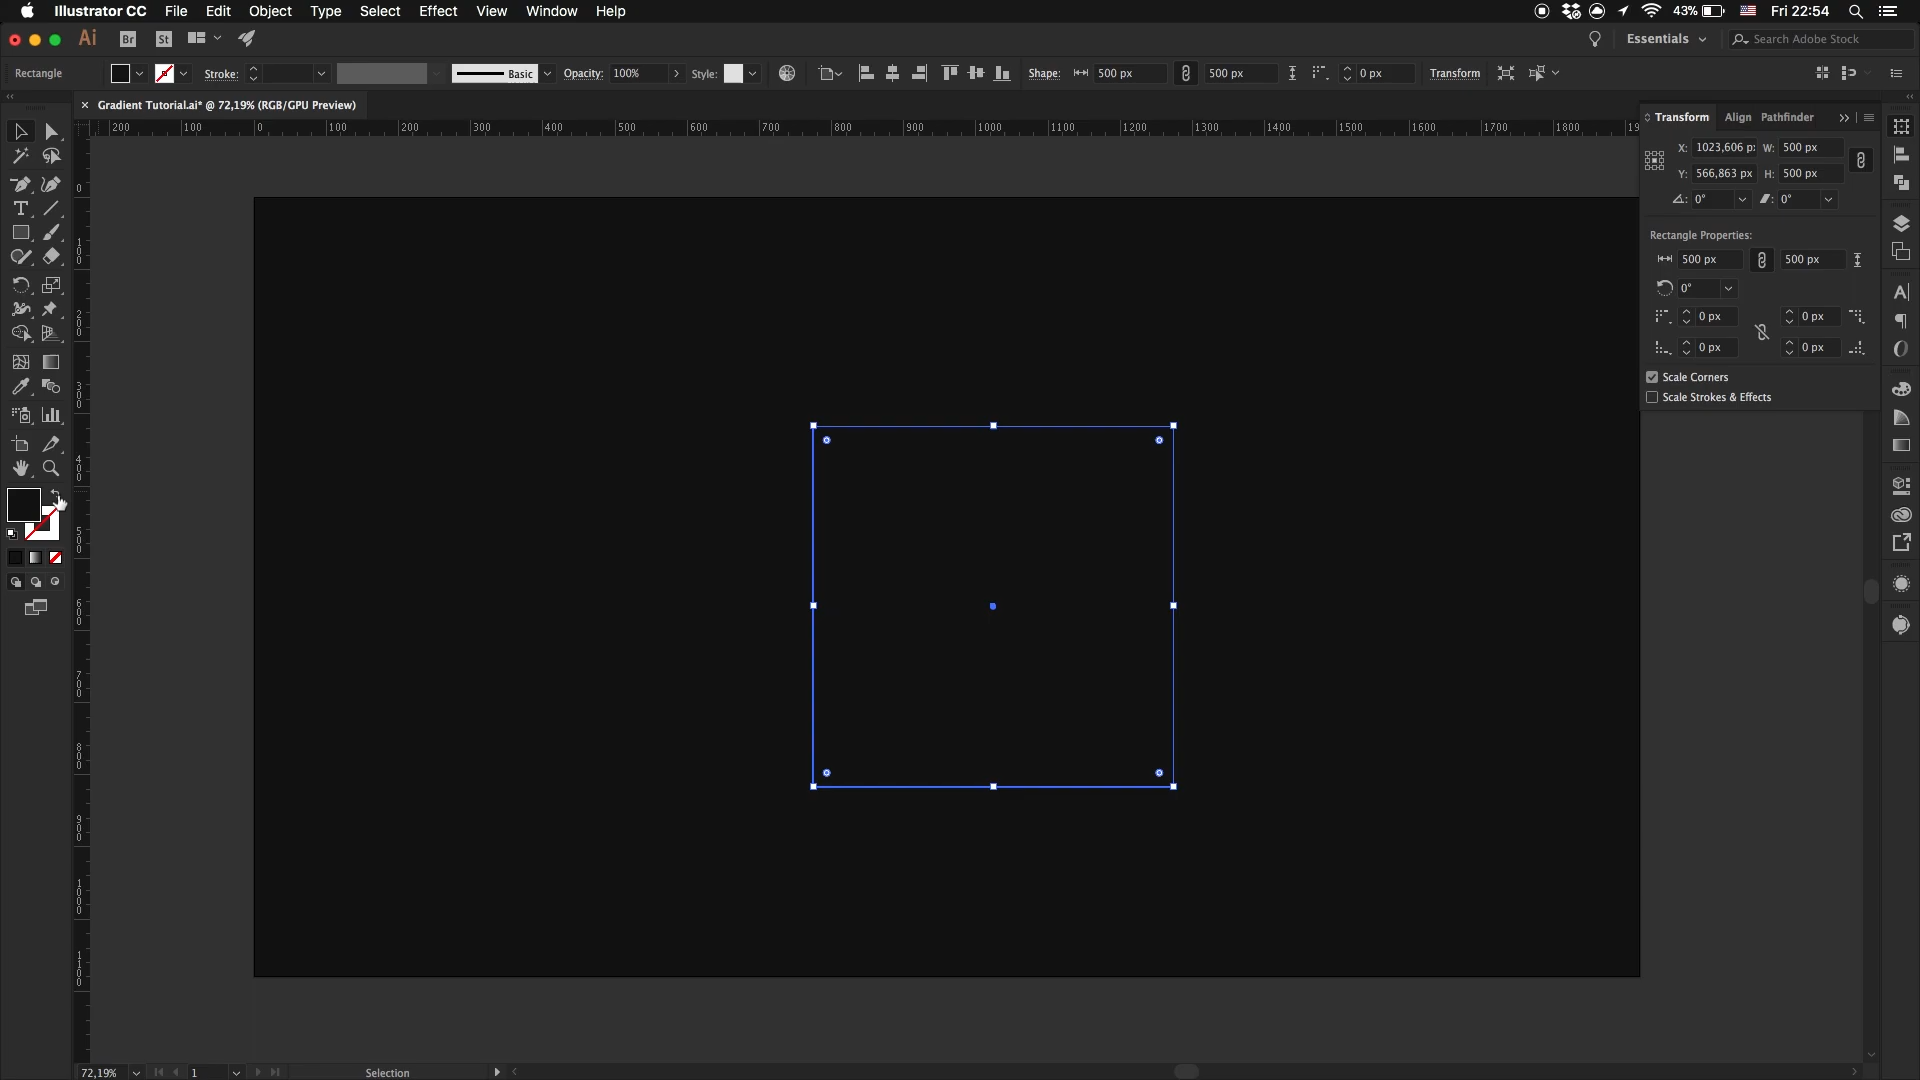 Illustrator CC File Edit Object Type Select Effect View Window Help 43% Fri 22:54
Ai Br St Essentials Search Adobe Stock
Rectangle Stroke: Basic Opacity: 100% Style: Shape: 500 px 500 px 0 px Transform
× Gradient Tutorial.ai* @ 72,19% (RGB/GPU Preview)
200 100 0 100 200 300 400 500 600 700 800 900 1000 1100 1200 1300 1400 1500 1600 1700 1800
Transform Align Pathfinder
X: 1023,606 p W: 500 px
Y: 566,863 px H: 500 px
0° 0°
Rectangle Properties:
500 px 500 px
0°
0 px 0 px
0 px 0 px
Scale Corners
Scale Strokes & Effects
0
100
200
300
400
500
600
700
800
900
1000
1100
72,19% 1 Selection